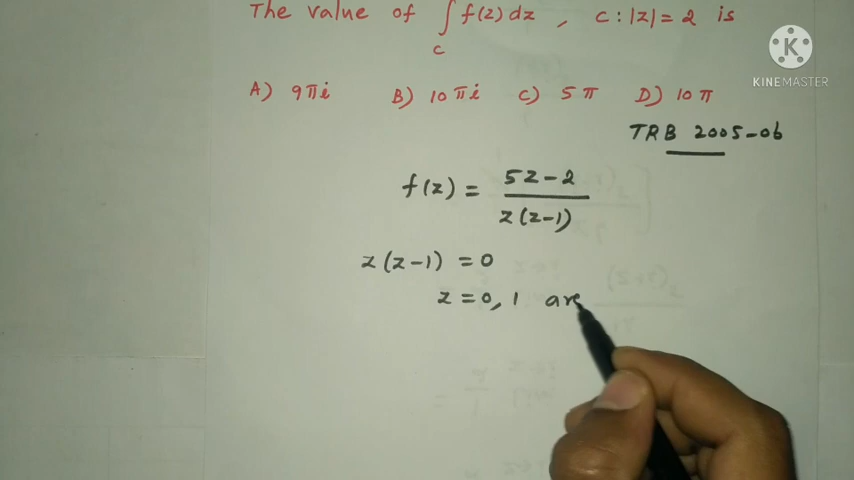 The value of ∫ f(z) dz , c : |z| = 2 is
c
A) 9πi B) 10πi C) 5π D) 10π
TRB 2005-06
f(z) = 5z-2 / z(z-1)
z(z-1) = 0
z = 0, 1 are
K
KINEMASTER